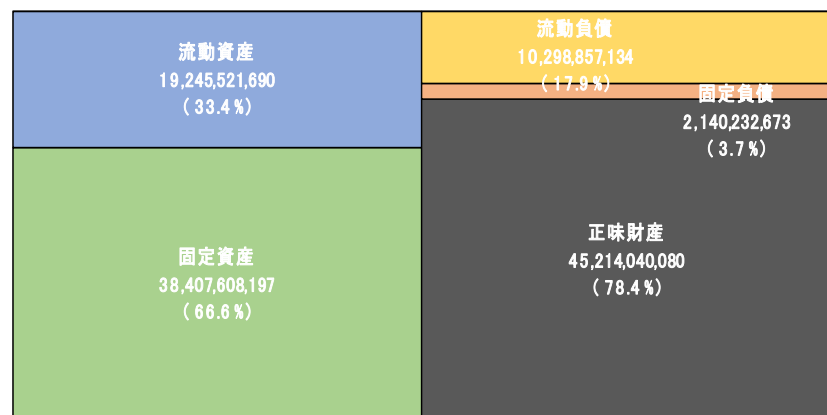 流動資産
19,245,521,690
(33.4%)
固定資産
38,407,608,197
(66.6%)
流動負債
10,298,857,134
(17.9%)
固定負債
2,140,232,673
(3.7%)
正味財産
45,214,040,080
(78.4%)